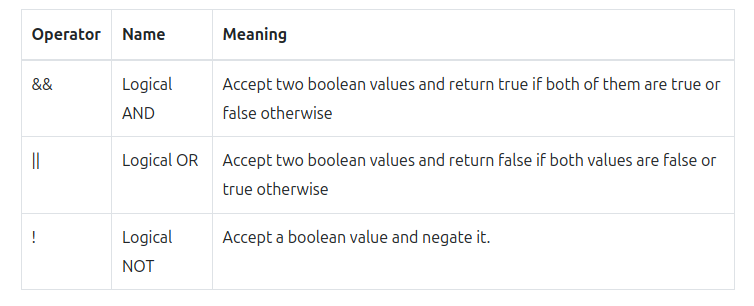 Operator Name Meaning
&& Logical AND Accept two boolean values and return true if both of them are true or
false otherwise
|| Logical OR Accept two boolean values and return false if both values are false or
true otherwise
! Logical NOT Accept a boolean value and negate it.